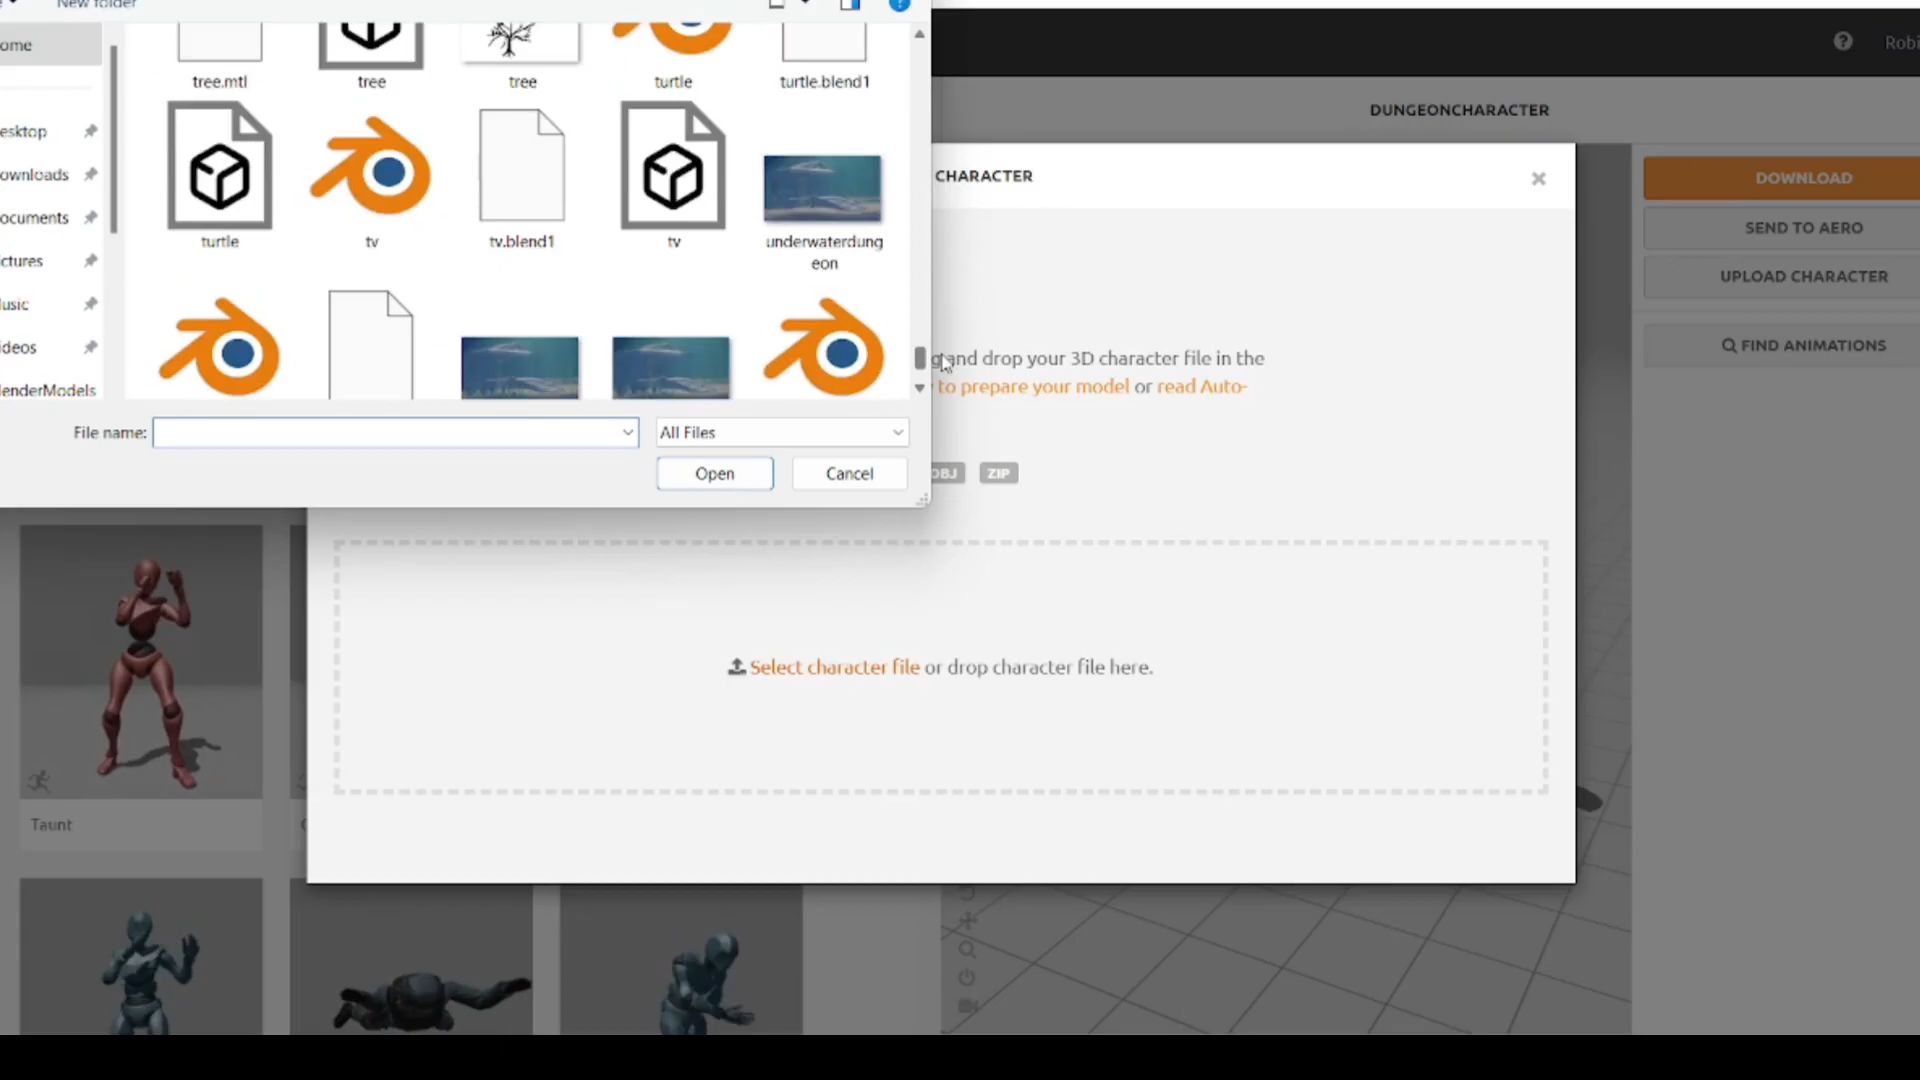 New folder
tree.mtl
tree
tree
turtle
turtle.blend1
turtle
tv
tv.blend1
tv
underwaterdung
eon
File name:
All Files
Open
Cancel
Robi
DUNGEONCHARACTER
CHARACTER
DOWNLOAD
SEND TO AERO
UPLOAD CHARACTER
FIND ANIMATIONS
and drop your 3D character file in the
to prepare your model or read Auto-
OBJ
ZIP
Select character file or drop character file here.
Taunt
ome
esktop
ownloads
ocuments
ictures
usic
ideos
lenderModels